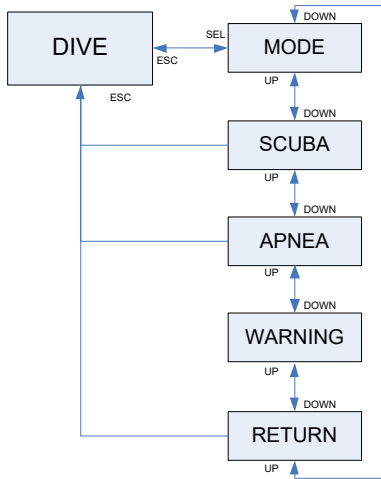 DOWN
DIVE
SEL
MODE
ESC
UP
ESC
DOWN
SCUBA
UP
DOWN
APNEA
UP
DOWN
WARNING
UP
DOWN
RETURN
UP